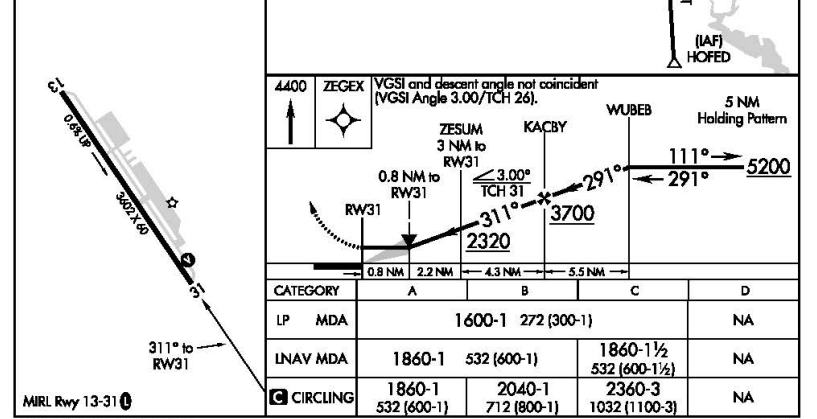 (IAF)
HOFED
13
0.6% UP
3602 X 60
31
311° to
RW31
MIRL Rwy 13-31 L
4400
ZEGEX
VGSI and descent angle not coincident
(VGSI Angle 3.00/TCH 26).
5 NM
Holding Pattern
WUBEB
KACBY
ZESUM
3 NM to
RW31
0.8 NM to
RW31
RW31
3.00°
TCH 31
111°
291°
5200
291°
3700
311°
2320
0.8 NM 2.2 NM 4.3 NM 5.5 NM
CATEGORY A B C D
LP MDA 1600-1 272 (300-1) NA
LNAV MDA 1860-1 532 (600-1) 1860-1½ 532 (600-1½) NA
C CIRCLING 1860-1 532 (600-1) 2040-1 712 (800-1) 2360-3 1032 (1100-3) NA